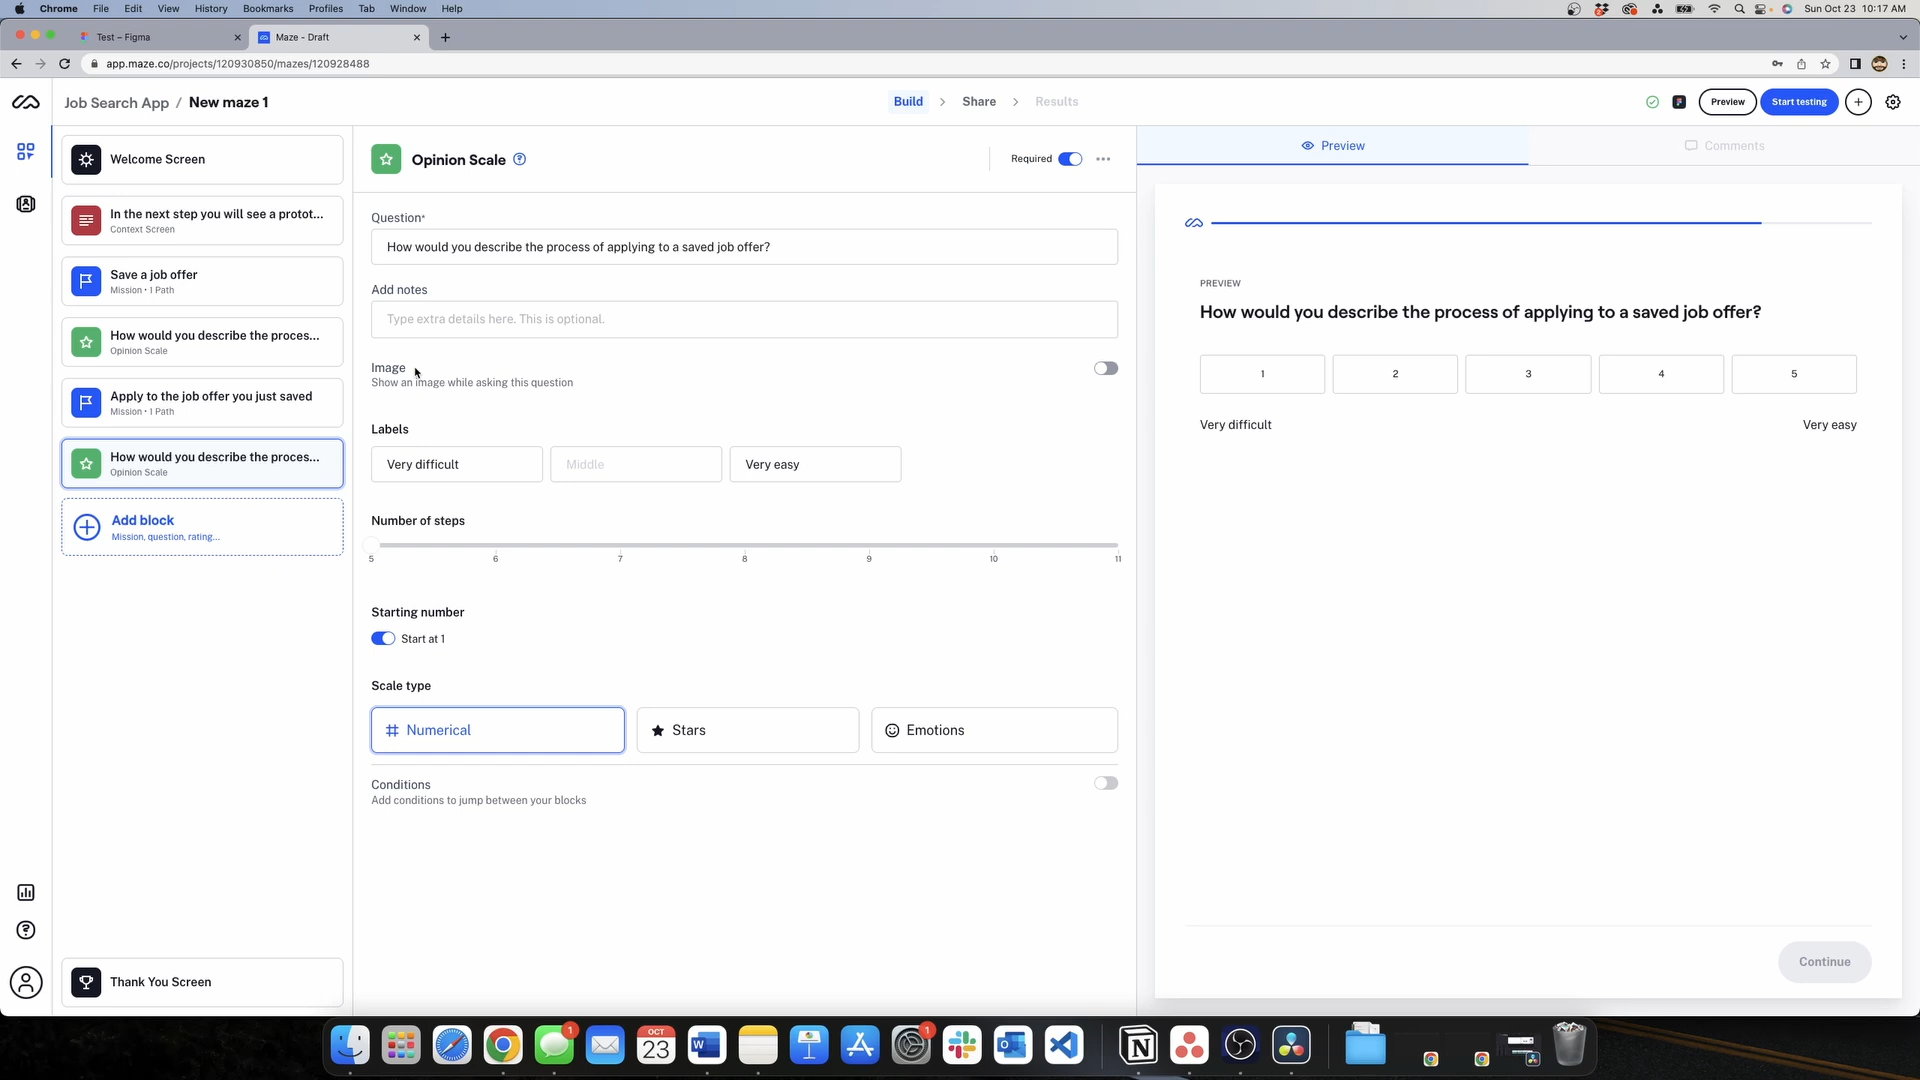 Chrome File Edit View History Bookmarks Profiles Tab Window Help Sun Oct 23 10:17 AM
Test – Figma
Maze - Draft
app.maze.co/projects/120930850/mazes/120928488
Job Search App / New maze 1
Build
Share
Results
Preview
Start testing
Welcome Screen
In the next step you will see a protot...
Context Screen
Save a job offer
Mission • 1 Path
How would you describe the proces...
Opinion Scale
Apply to the job offer you just saved
Mission • 1 Path
How would you describe the proces...
Opinion Scale
Add block
Mission, question, rating...
Thank You Screen
Opinion Scale
Required
Question*
How would you describe the process of applying to a saved job offer?
Add notes
Type extra details here. This is optional.
Image
Show an image while asking this question
Labels
Very difficult
Middle
Very easy
Number of steps
5 6 7 8 9 10 11
Starting number
Start at 1
Scale type
Numerical
Stars
Emotions
Conditions
Add conditions to jump between your blocks
Preview
Comments
PREVIEW
How would you describe the process of applying to a saved job offer?
1 2 3 4 5
Very difficult
Very easy
Continue
1
OCT
23
W
1
N